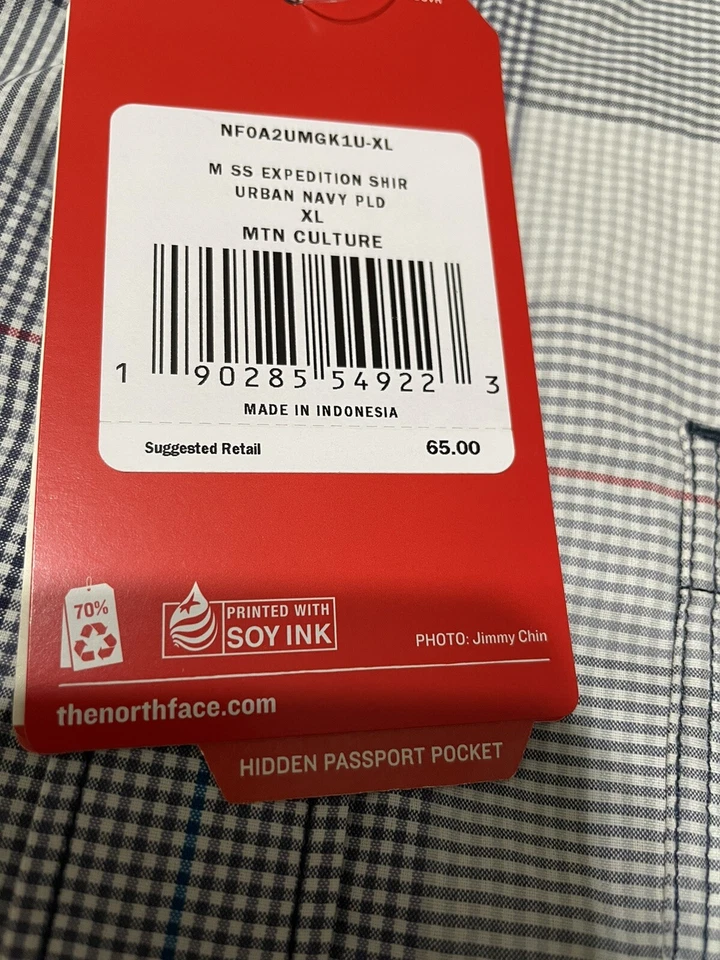 NF0A2UMGK1U-XL
M SS EXPEDITION SHIR
URBAN NAVY PLD
XL
MTN CULTURE
1 90285 54922 3
MADE IN INDONESIA
Suggested Retail 65.00
70%
PRINTED WITH
SOY INK
PHOTO: Jimmy Chin
thenorthface.com
HIDDEN PASSPORT POCKET